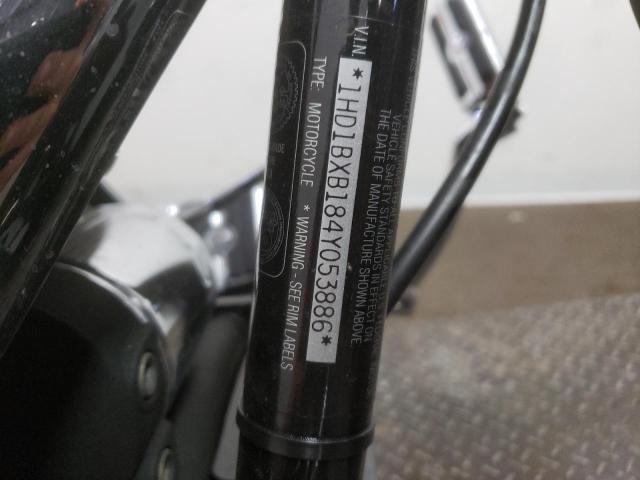 VEHICLE SAFETY STANDARDS IN EFFECT ON
THE DATE OF MANUFACTURE SHOWN ABOVE.
V.I.N. *1HD1BXB184Y053886*
TYPE: MOTORCYCLE * WARNING - SEE RIM LABELS